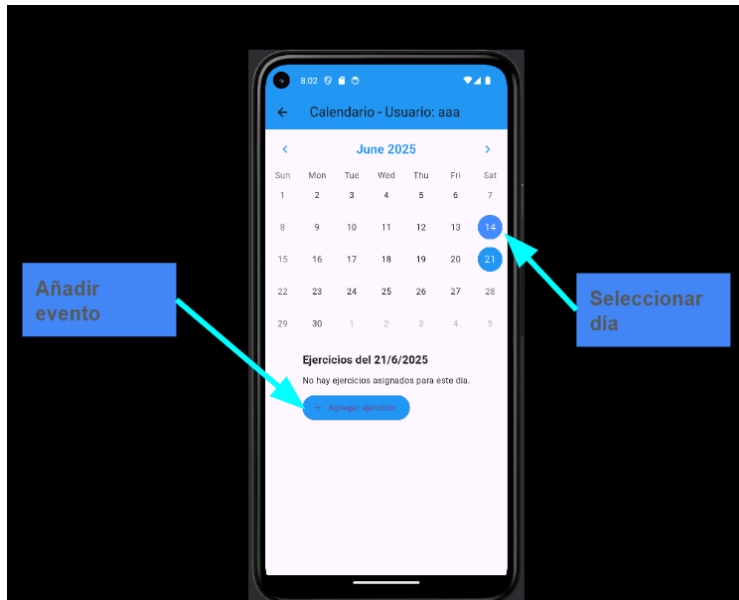 8:02
Calendario - Usuario: aaa
June 2025
Sun Mon Tue Wed Thu Fri Sat
1 2 3 4 5 6 7
8 9 10 11 12 13 14
15 16 17 18 19 20 21
22 23 24 25 26 27 28
29 30 1 2 3 4 5
Añadir
evento
Seleccionar
día
Ejercicios del 21/6/2025
No hay ejercicios asignados para este día.
+ Agregar ejercicio